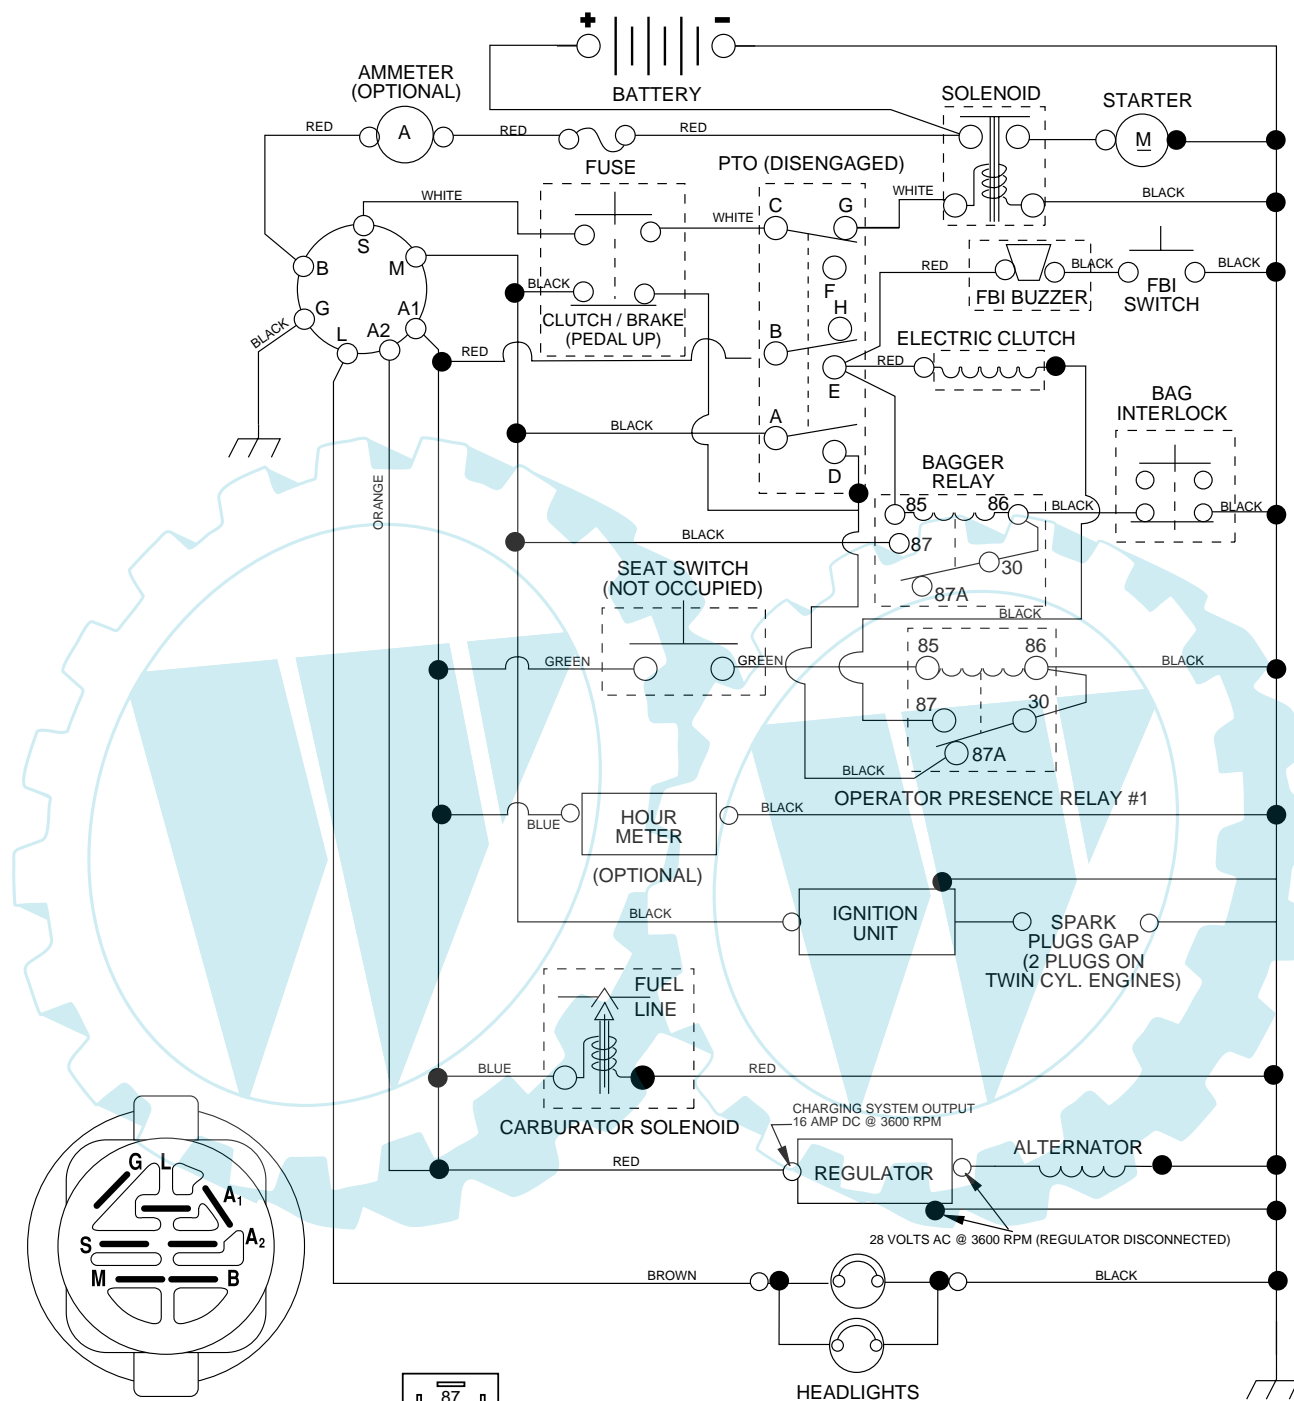 +
-
BATTERY
AMMETER
(OPTIONAL)
SOLENOID
STARTER
RED
A
RED
RED
M
FUSE
PTO (DISENGAGED)
WHITE
WHITE
WHITE
BLACK
C
G
S
M
B
RED
BLACK
BLACK
F
FBI BUZZER
FBI
SWITCH
BLACK
G
A1
H
CLUTCH / BRAKE
(PEDAL UP)
BLACK
L
A2
B
ELECTRIC CLUTCH
RED
RED
E
BAG
INTERLOCK
A
BLACK
D
BAGGER
RELAY
ORANGE
85
86
BLACK
BLACK
BLACK
87
30
SEAT SWITCH
(NOT OCCUPIED)
87A
BLACK
85
86
GREEN
GREEN
BLACK
87
30
87A
BLACK
OPERATOR PRESENCE RELAY #1
BLUE
HOUR
METER
BLACK
(OPTIONAL)
BLACK
IGNITION
UNIT
SPARK
PLUGS GAP
(2 PLUGS ON
TWIN CYL. ENGINES)
FUEL
LINE
BLUE
RED
CARBURATOR SOLENOID
CHARGING SYSTEM OUTPUT
16 AMP DC @ 3600 RPM
RED
REGULATOR
ALTERNATOR
28 VOLTS AC @ 3600 RPM (REGULATOR DISCONNECTED)
G L
A1
A2
S
M
B
BROWN
BLACK
HEADLIGHTS
87